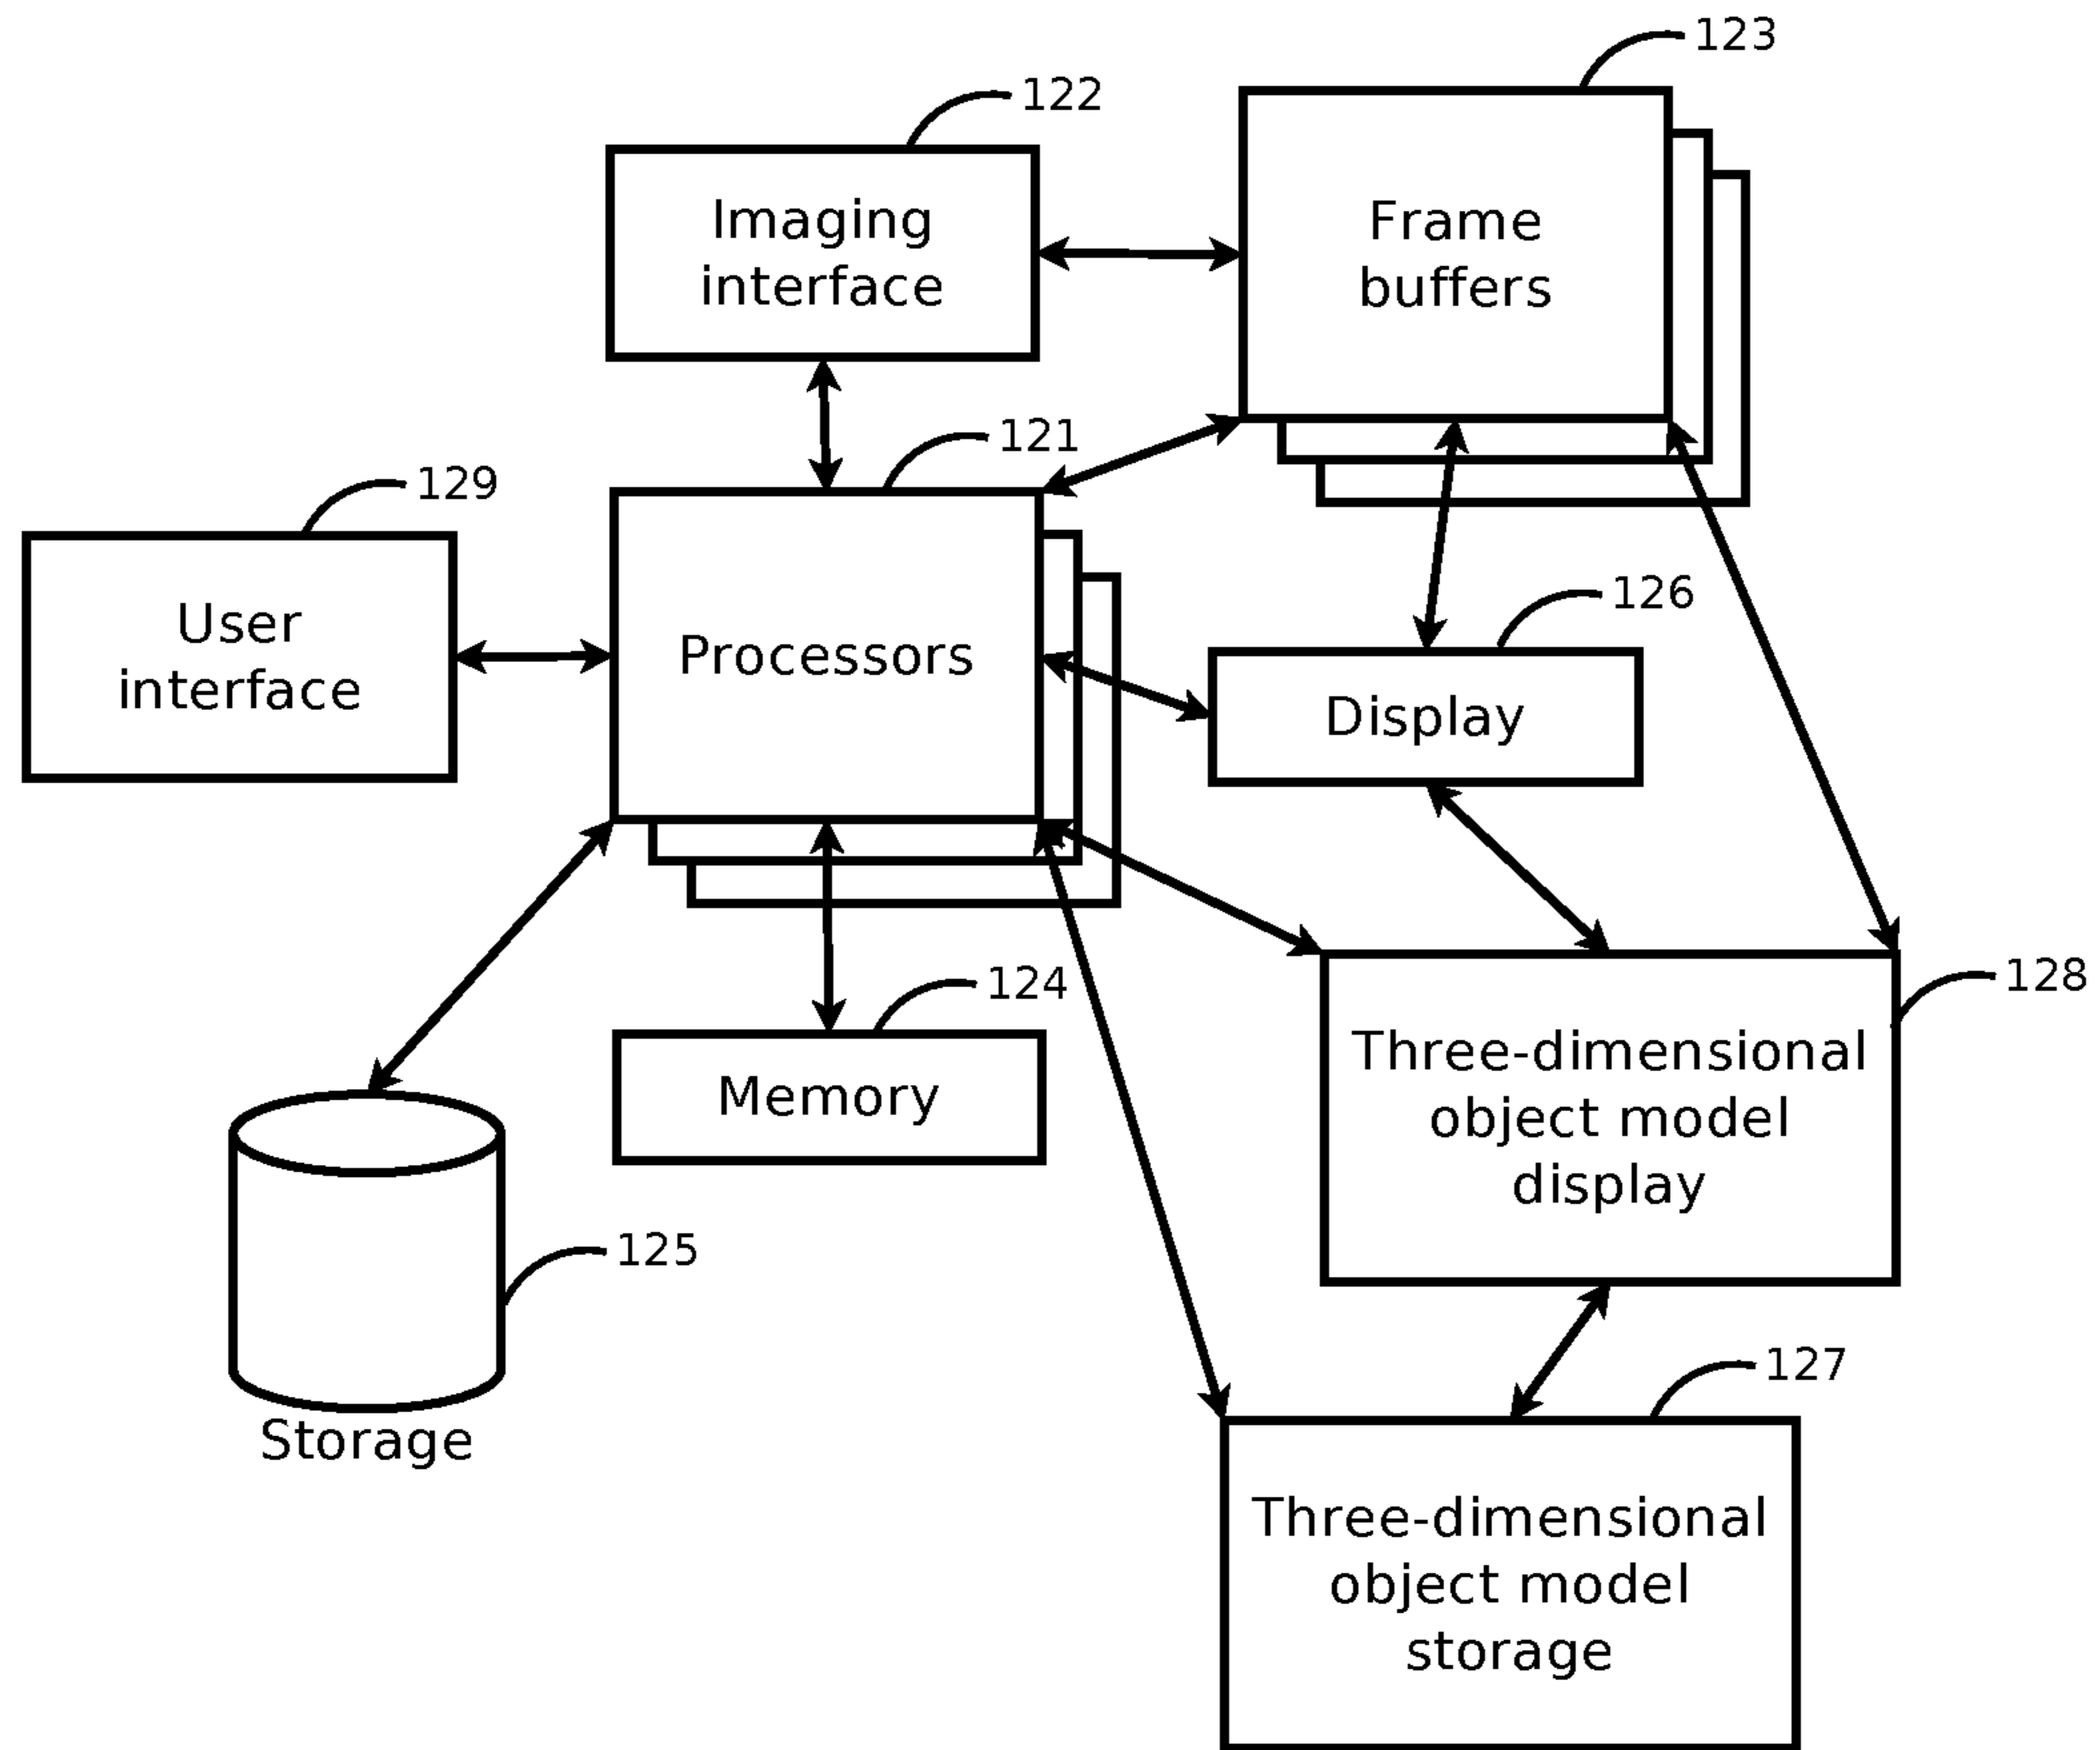 123
122
Imaging
interface
Frame
buffers
121
129
User
interface
Processors
126
Display
124
Memory
128
Three-dimensional
object model
display
125
Storage
127
Three-dimensional
object model
storage